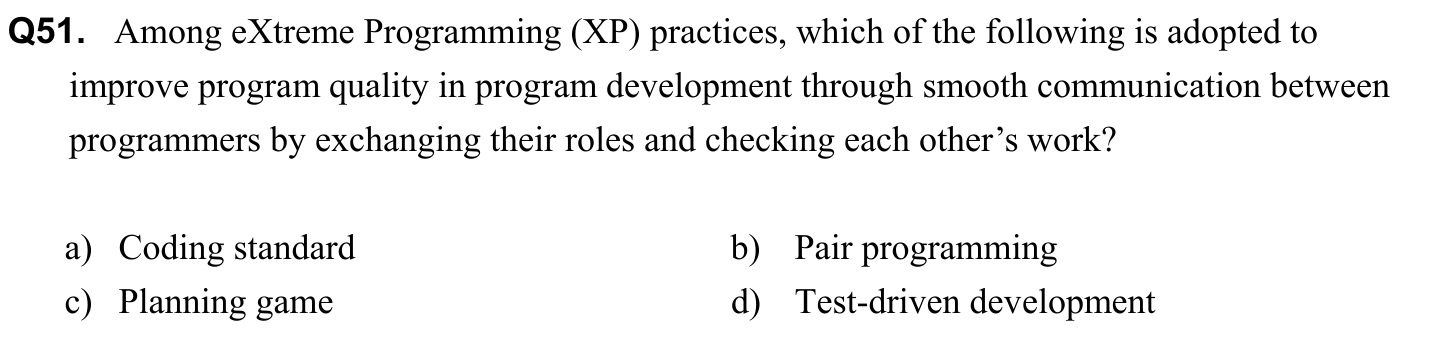 Q51. Among eXtreme Programming (XP) practices, which of the following is adopted to
improve program quality in program development through smooth communication between
programmers by exchanging their roles and checking each other’s work?
a) Coding standard b) Pair programming
c) Planning game d) Test-driven development